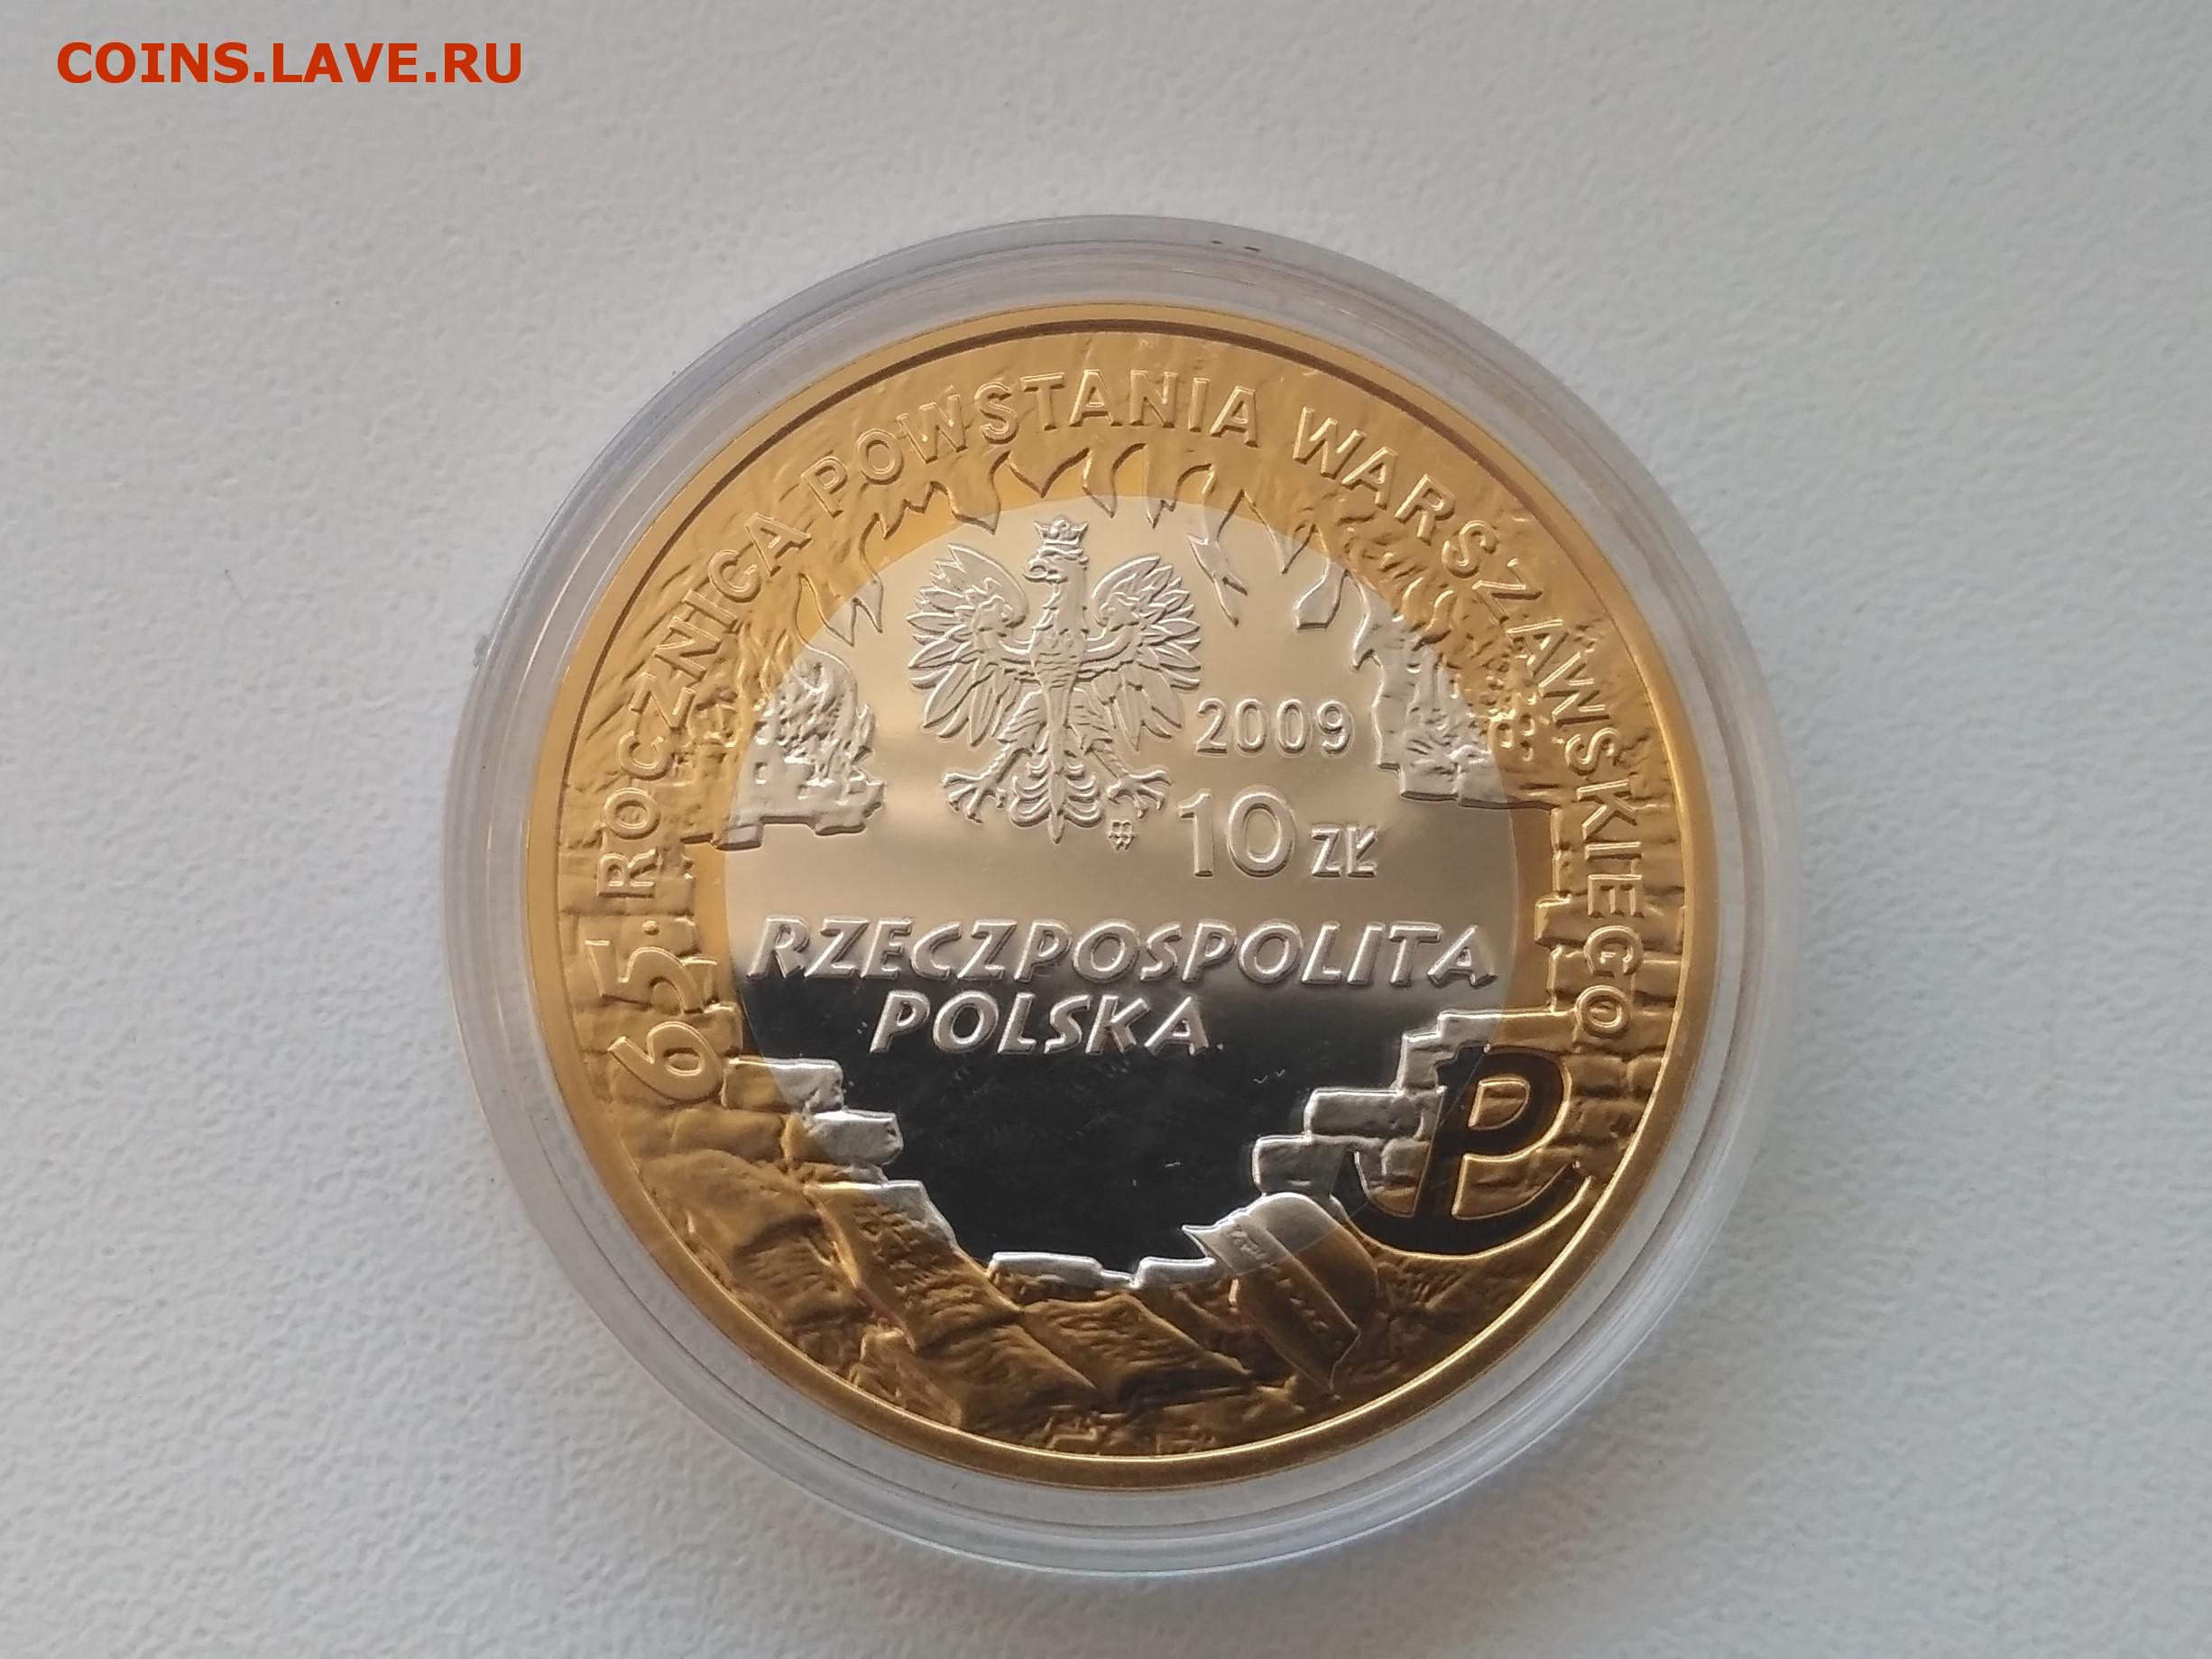 COINS.LAVE.RU
65. ROCZNICA POWSTANIA WARSZAWSKIEGO
2009
10 ZŁ
RZECZPOSPOLITA
POLSKA